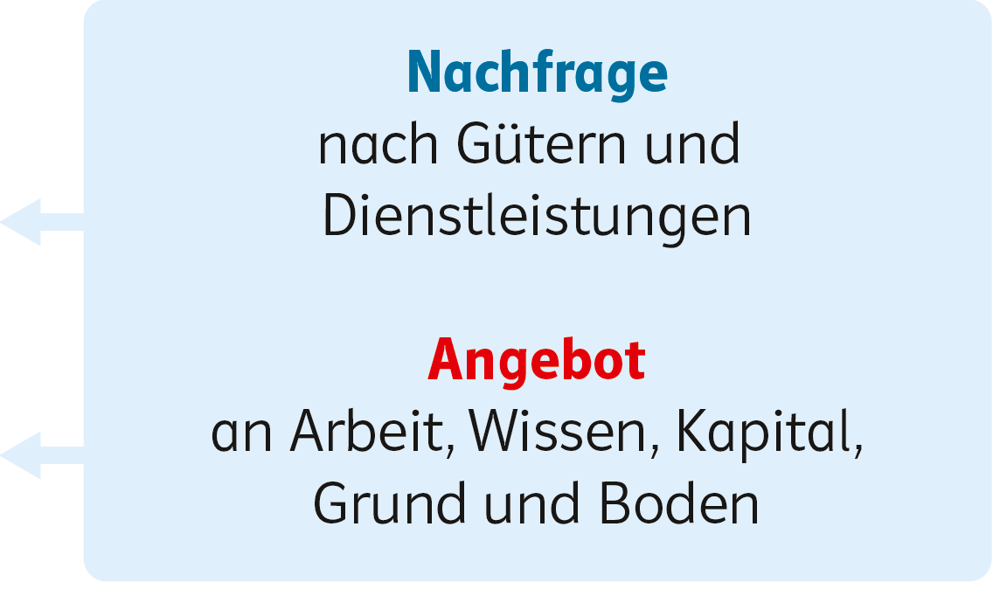 Nachfrage
nach Gütern und
Dienstleistungen
Angebot
an Arbeit, Wissen, Kapital,
Grund und Boden